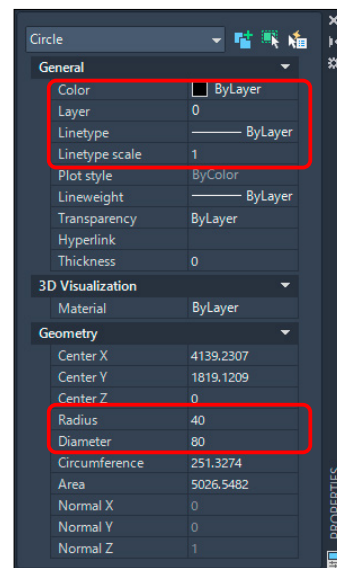 Circle
General
Color ByLayer
Layer 0
Linetype ByLayer
Linetype scale 1
Plot style ByColor
Lineweight ByLayer
Transparency ByLayer
Hyperlink
Thickness 0
3D Visualization
Material ByLayer
Geometry
Center X 4139.2307
Center Y 1819.1209
Center Z 0
Radius 40
Diameter 80
Circumference 251.3274
Area 5026.5482
Normal X 0
Normal Y 0
Normal Z 1
PROPERTIES